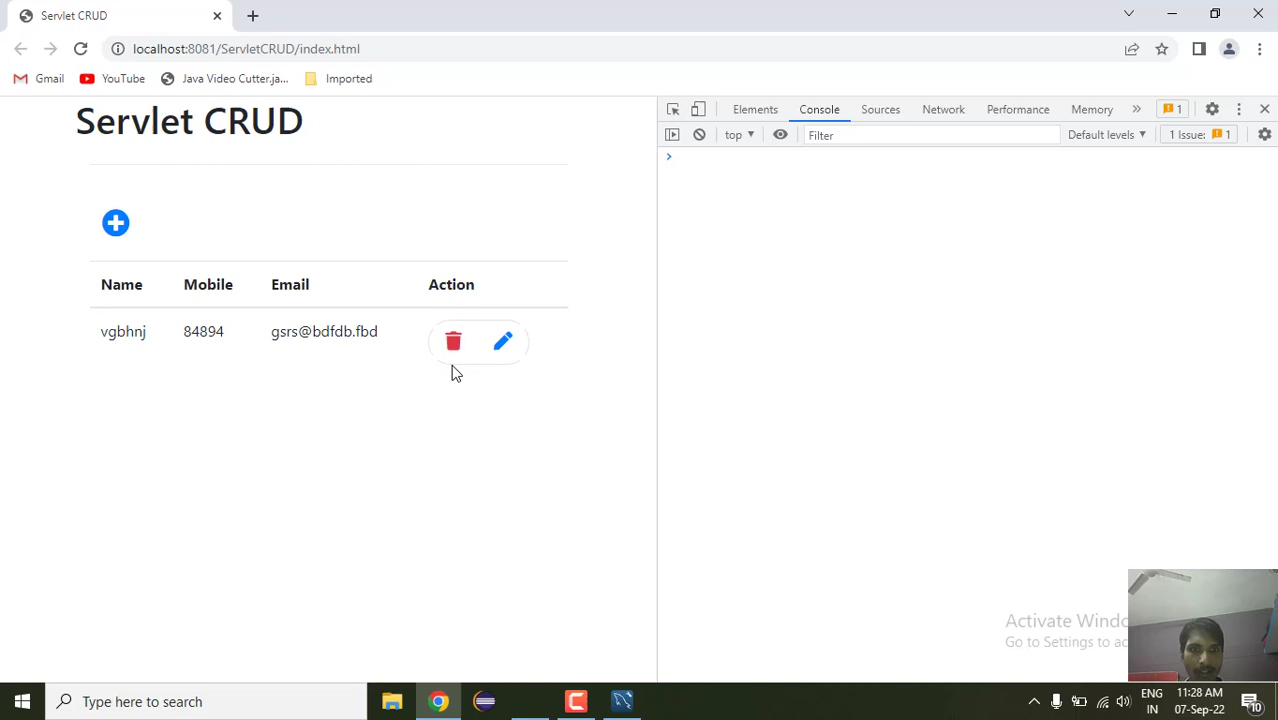 Servlet CRUD
localhost:8081/ServletCRUD/index.html
Gmail YouTube Java Video Cutter.ja... Imported
Servlet CRUD
Name Mobile Email Action
vgbhnj 84894 gsrs@bdfdb.fbd
Elements Console Sources Network Performance Memory 1
top Filter Default levels 1 Issue: 1
Activate Windo
Go to Settings to ac
Type here to search
ENG
IN
11:28 AM
07-Sep-22
10